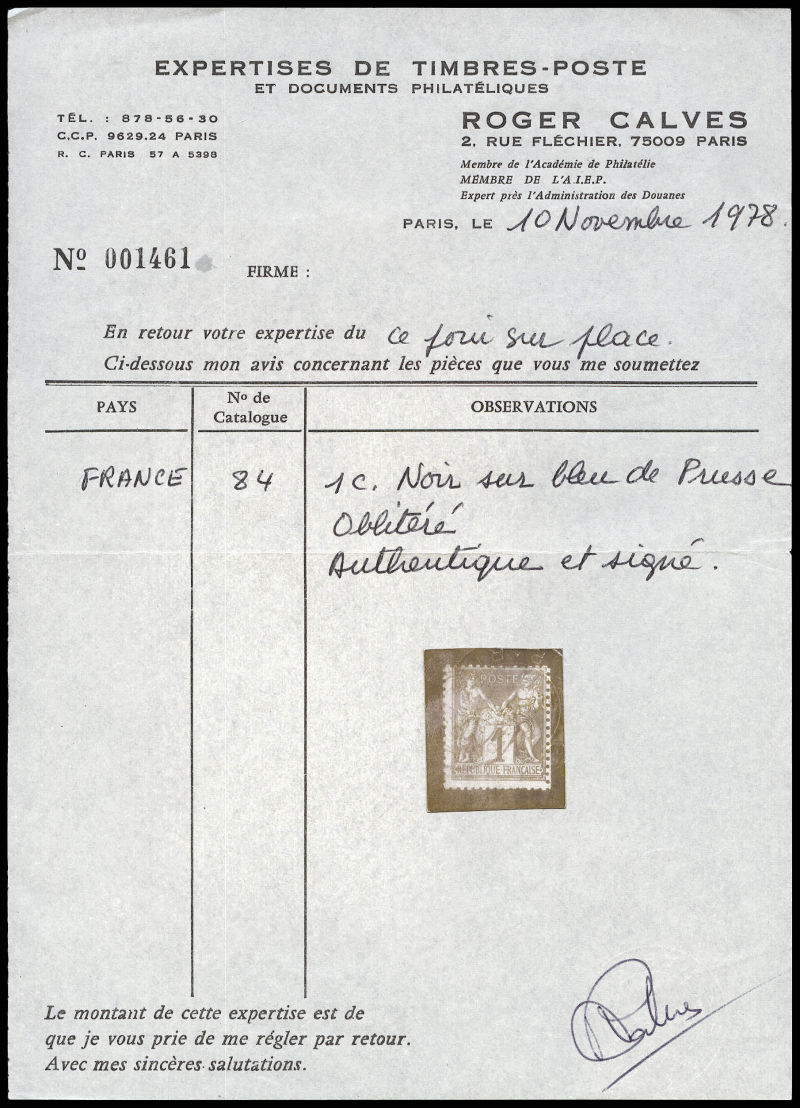 EXPERTISES DE TIMBRES-POSTE
ET DOCUMENTS PHILATÉLIQUES
TÉL. : 878-56-30
C.C.P. 9629.24 PARIS
R. C. PARIS 57 A 5398
ROGER CALVES
2, RUE FLÉCHIER, 75009 PARIS
Membre de l'Académie de Philatélie
MEMBRE DE L'A.I.E.P.
Expert près l'Administration des Douanes
PARIS, LE 10 Novembre 1978.
Nº 001461
FIRME :
En retour votre expertise du ce jour sur place.
Ci-dessous mon avis concernant les pièces que vous me soumettez
PAYS
Nº de Catalogue
OBSERVATIONS
FRANCE 84 1c. Noir sur bleu de Prusse
Oblitéré
Authentique et signé.
POSTE
1
RÉPUBLIQUE FRANÇAISE
Le montant de cette expertise est de
que je vous prie de me régler par retour.
Avec mes sincères salutations.
Calves